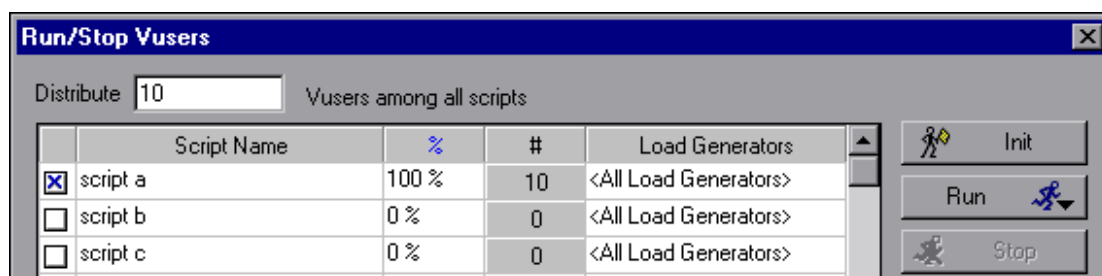 Run/Stop Vusers
Distribute 10 Vusers among all scripts
Script Name % # Load Generators
script a 100 % 10 <All Load Generators>
script b 0 % 0 <All Load Generators>
script c 0 % 0 <All Load Generators>
Init
Run
Stop